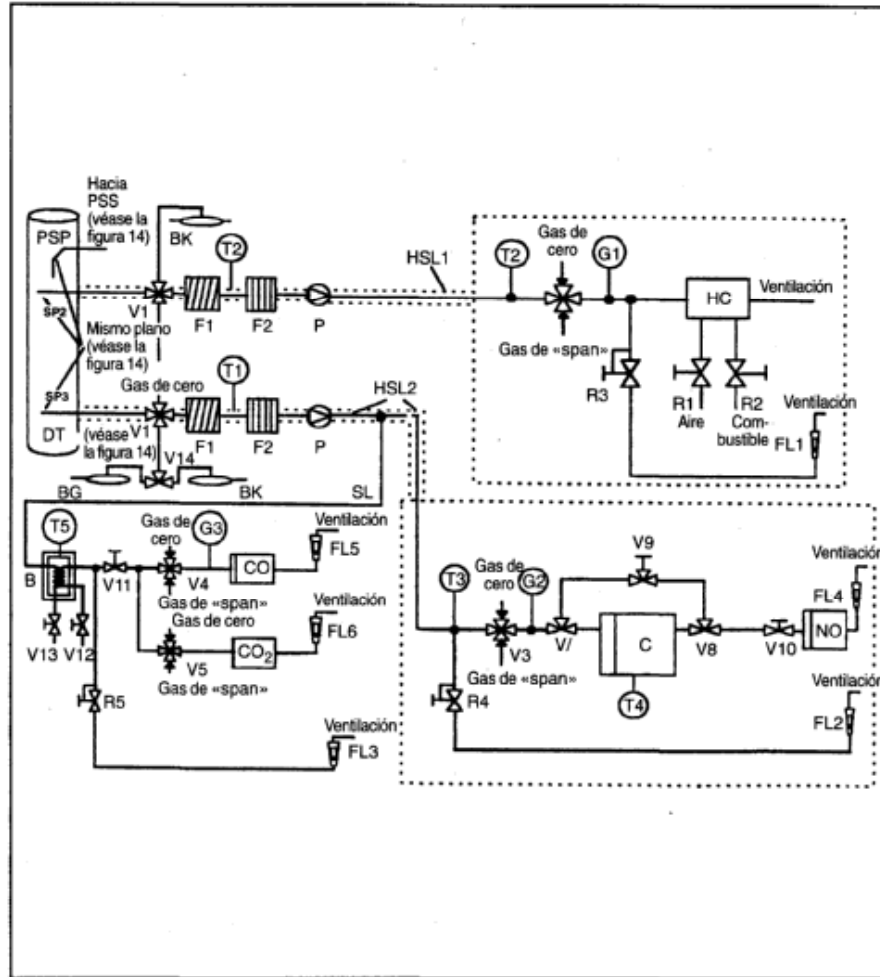 Hacia
PSS
(véase la
figura 14)
PSP
BK
T2
HSL1
SP2
V1
F1
F2
P
Mismo plano
(véase la
figura 14)
Gas de cero
T1
HSL2
SP3
DT
(véase
la figura 14)
V1
F1
F2
P
V14
BG
BK
SL
T2
Gas de
cero
G1
HC
Ventilación
Gas de «span»
R3
R1
Aire
R2
Com-
bustible
Ventilación
FL1
T5
B
V13
V12
V11
Gas de
cero
G3
V4
CO
Ventilación
FL5
Gas de «span»
Gas de cero
V5
CO2
Ventilación
FL6
Gas de «span»
R5
Ventilación
FL3
T3
Gas de
cero
G2
V3
V/
Gas de «span»
V9
C
T4
V8
V10
NO
Ventilación
FL4
R4
Ventilación
FL2